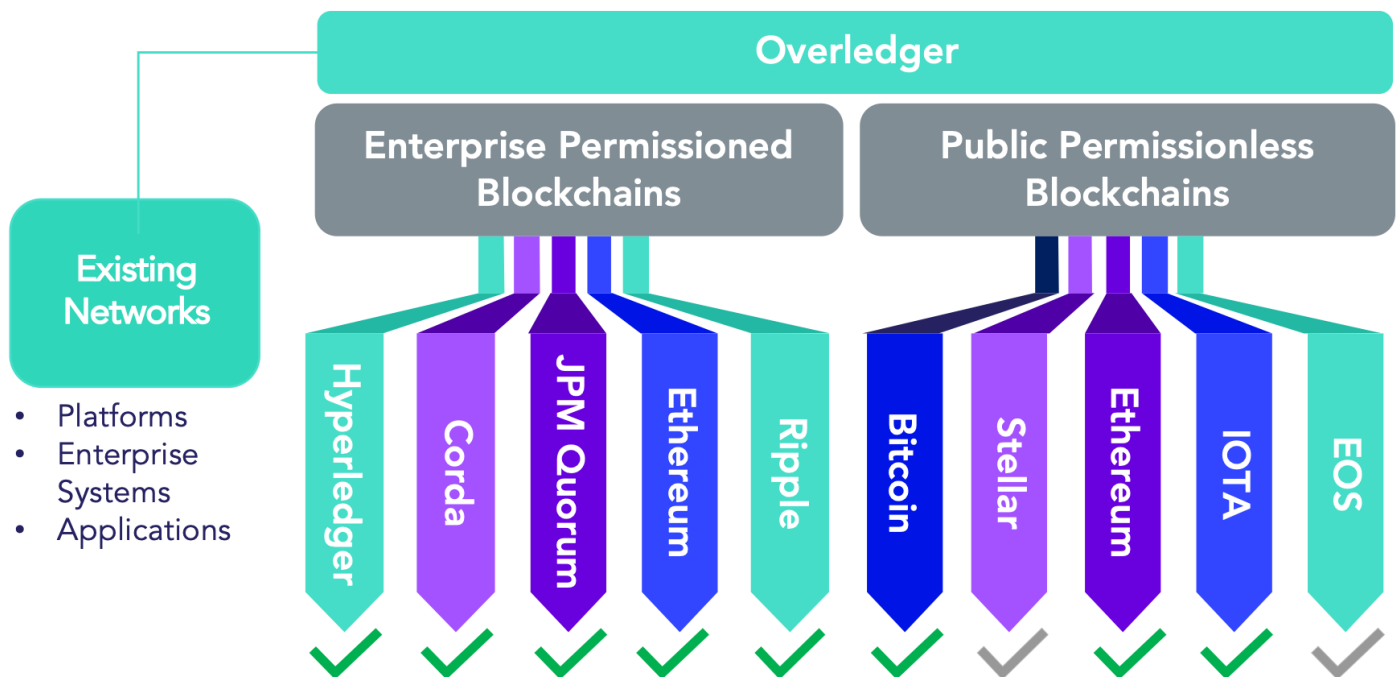 Overledger
Enterprise Permissioned
Blockchains
Public Permissionless
Blockchains
Existing
Networks
• Platforms
• Enterprise
Systems
• Applications
Hyperledger
Corda
JPM Quorum
Ethereum
Ripple
Bitcoin
Stellar
Ethereum
IOTA
EOS